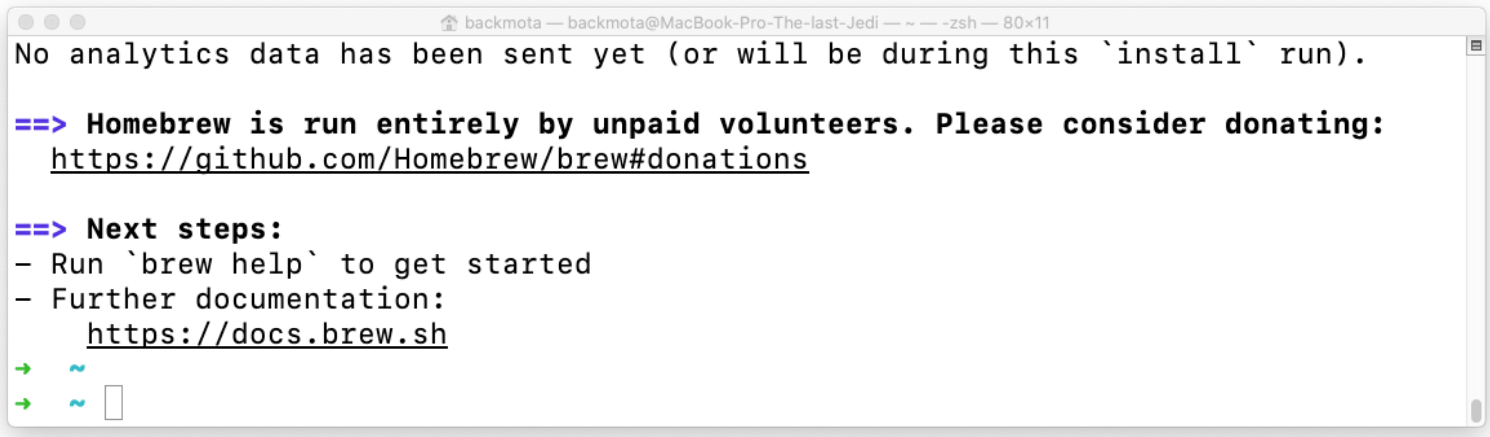 backmota — backmota@MacBook-Pro-The-last-Jedi — ~ — -zsh — 80×11
No analytics data has been sent yet (or will be during this `install` run).
==> Homebrew is run entirely by unpaid volunteers. Please consider donating:
https://github.com/Homebrew/brew#donations
==> Next steps:
- Run `brew help` to get started
- Further documentation:
https://docs.brew.sh
➜ ~
➜ ~